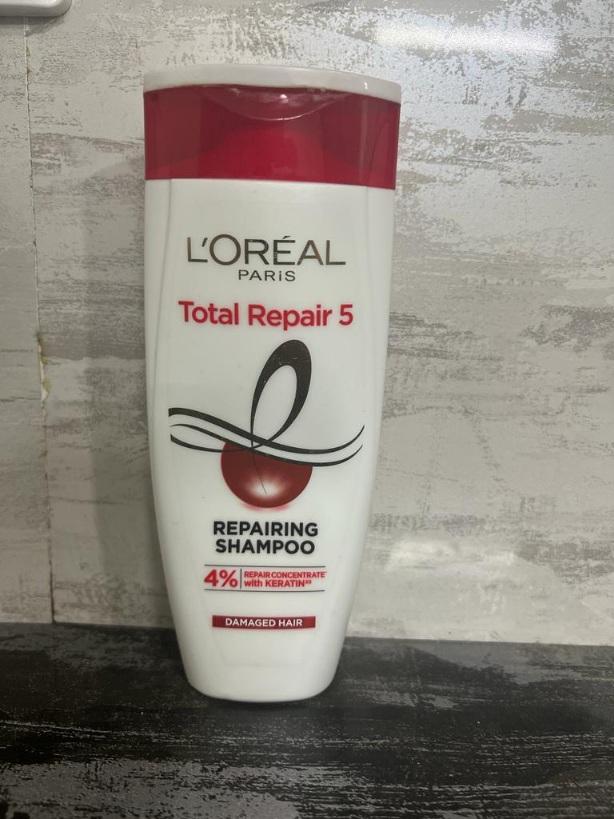 L'ORÉAL
PARIS
Total Repair 5
REPAIRING
SHAMPOO
4% REPAIR CONCENTRATE
with KERATIN
DAMAGED HAIR